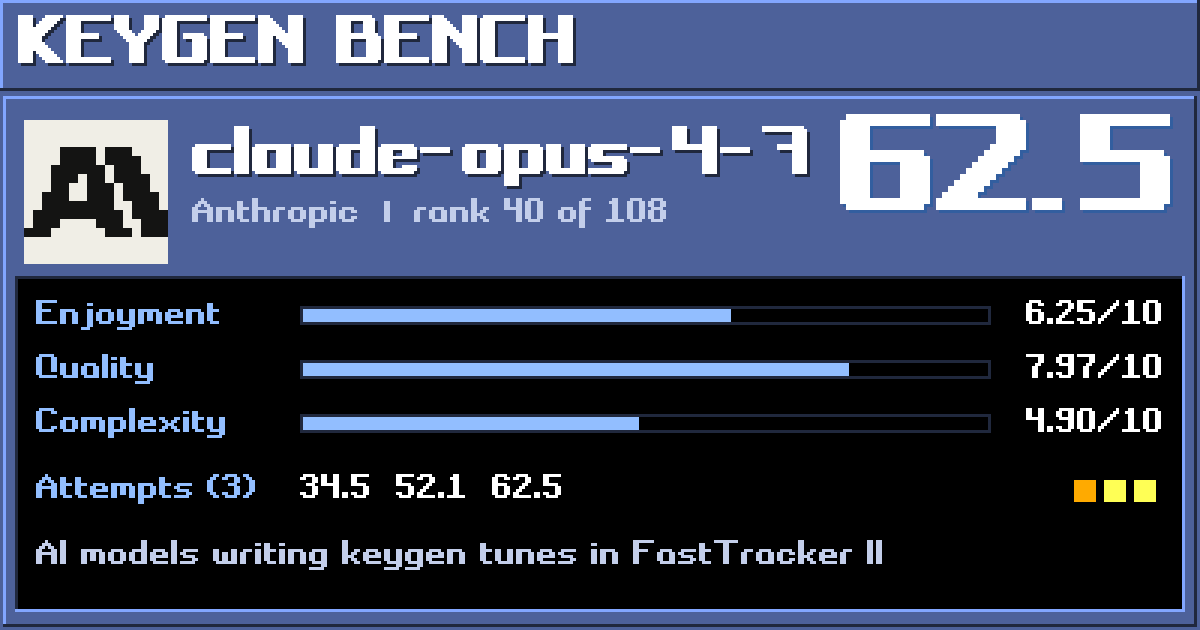 KEYGEN BENCH
claude-opus-4-7
62.5
Anthropic | rank 40 of 108
Enjoyment 6.25/10
Quality 7.97/10
Complexity 4.90/10
Attempts (3) 34.5 52.1 62.5
AI models writing keygen tunes in FastTracker II